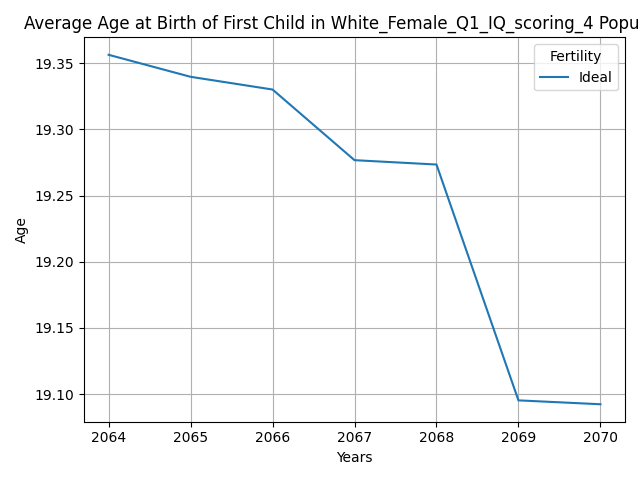 Average Age at Birth of First Child in White_Female_Q1_IQ_scoring_4 Popu
Fertility
Ideal
19.35
19.30
19.25
19.20
19.15
19.10
Age
2064 2065 2066 2067 2068 2069 2070
Years